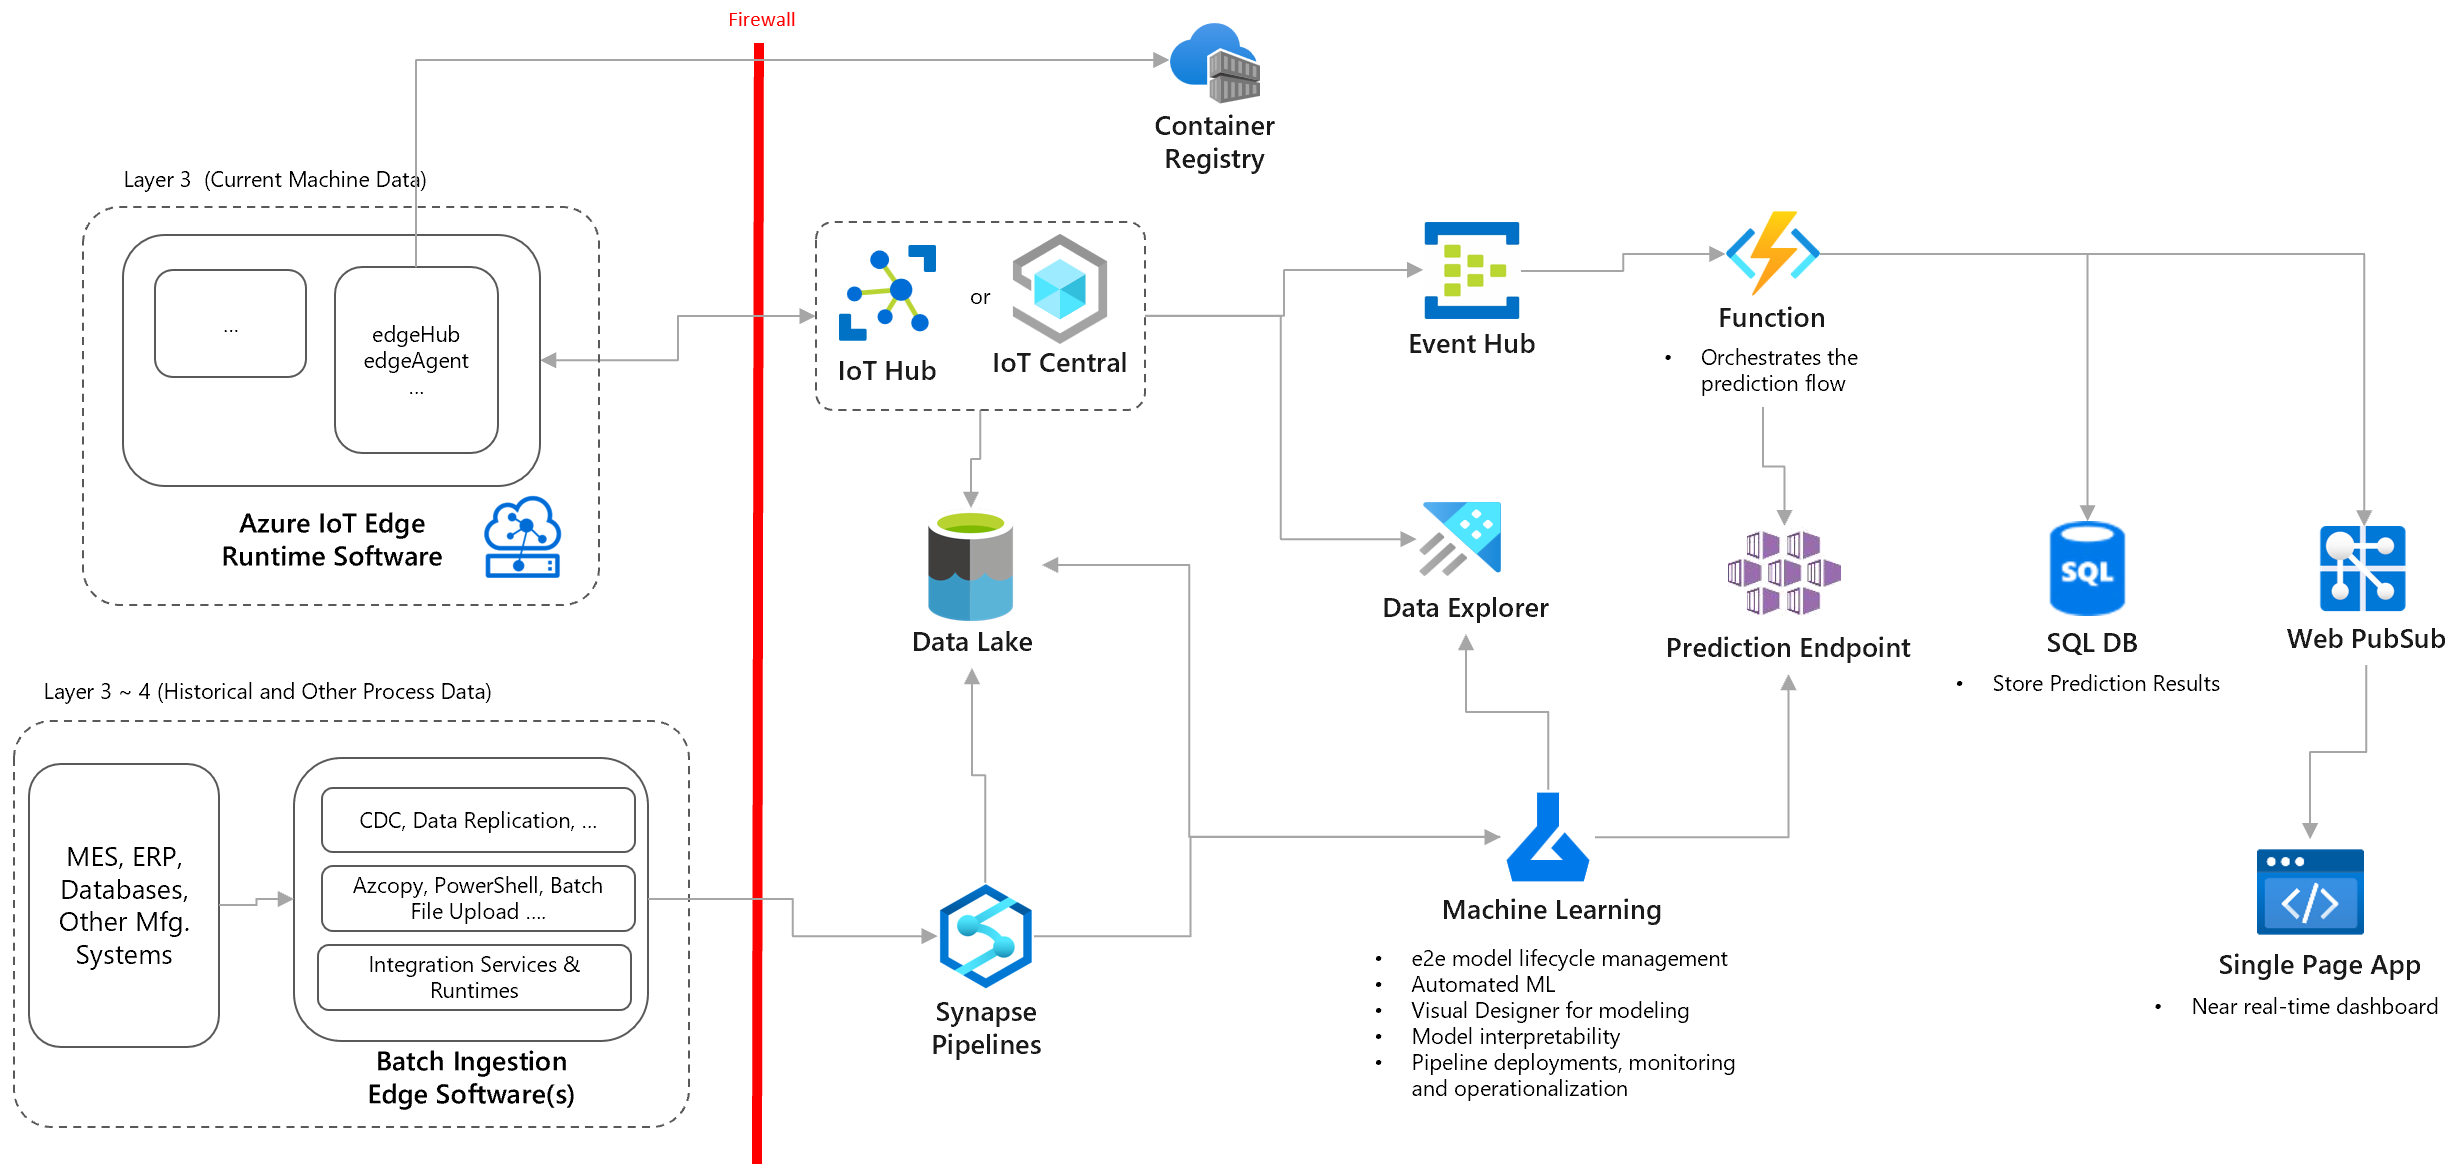 Firewall
Container
Registry
Layer 3  (Current Machine Data)
...
edgeHub
edgeAgent
...
Azure IoT Edge
Runtime Software
IoT Hub
or
IoT Central
Event Hub
Function
• Orchestrates the
prediction flow
Data Lake
Data Explorer
Prediction Endpoint
SQL
SQL DB
• Store Prediction Results
Web PubSub
Layer 3 ~ 4 (Historical and Other Process Data)
MES, ERP,
Databases,
Other Mfg.
Systems
CDC, Data Replication, ...
Azcopy, PowerShell, Batch
File Upload ....
Integration Services &
Runtimes
Batch Ingestion
Edge Software(s)
Synapse
Pipelines
Machine Learning
• e2e model lifecycle management
• Automated ML
• Visual Designer for modeling
• Model interpretability
• Pipeline deployments, monitoring
and operationalization
Single Page App
• Near real-time dashboard